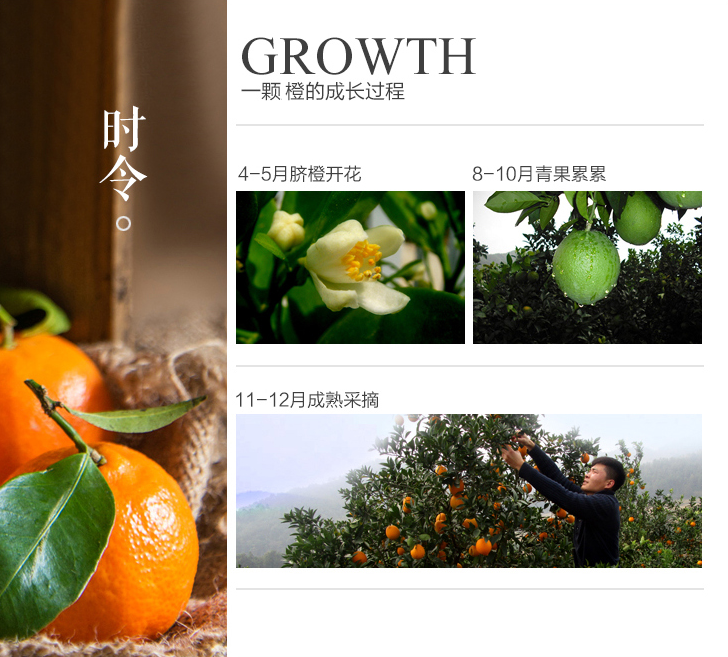 时令。
GROWTH
一颗 橙的成长过程
4-5月脐橙开花
8-10月青果累累
11-12月成熟采摘